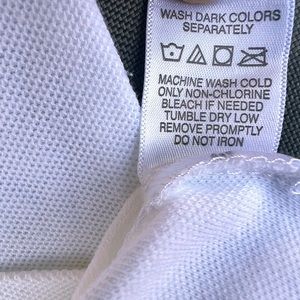 WASH DARK COLORS
SEPARATELY
MACHINE WASH COLD
ONLY NON-CHLORINE
BLEACH IF NEEDED
TUMBLE DRY LOW
REMOVE PROMPTLY
DO NOT IRON